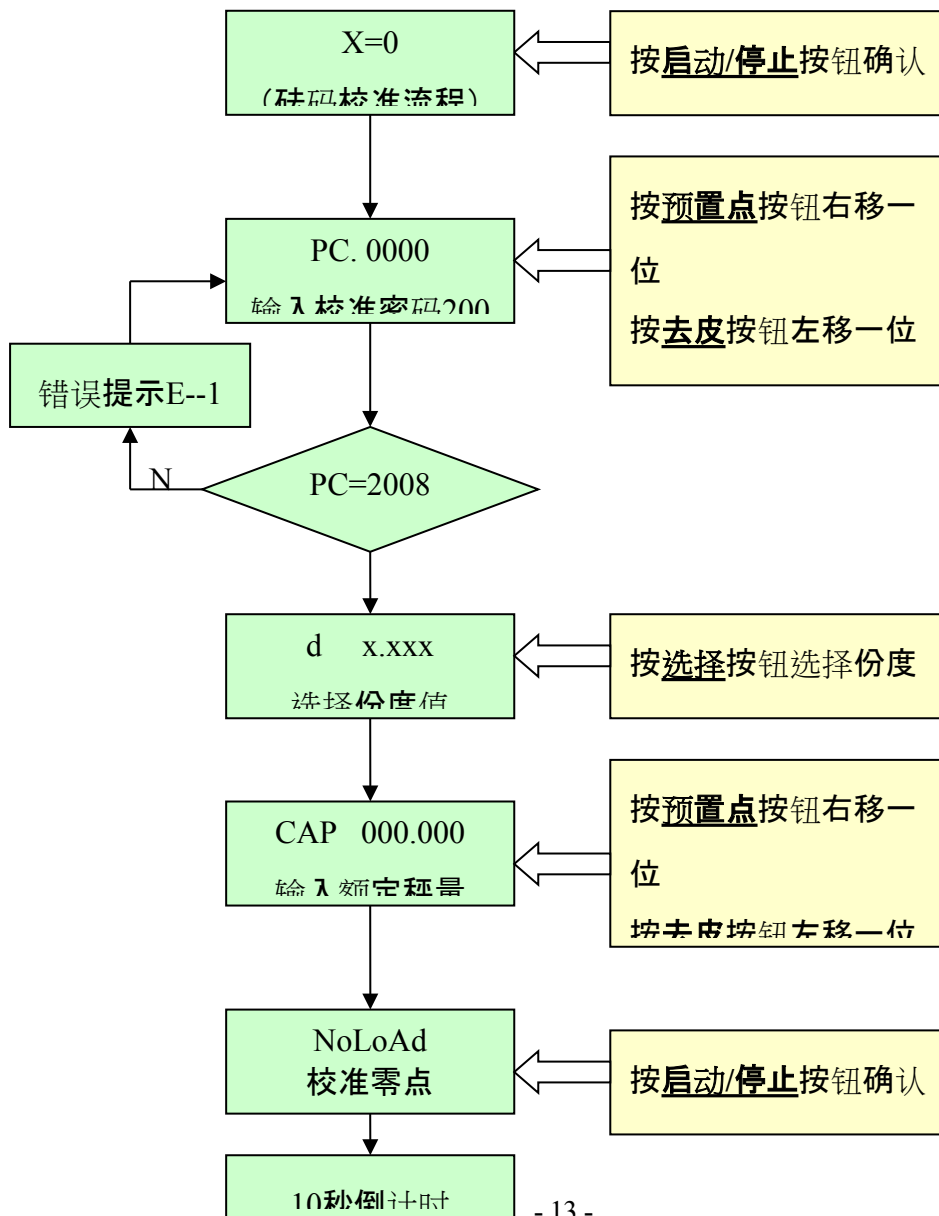 X=0
按启动/停止按钮确认
(砝码校准流程)
按预置点按钮右移一
位
按去皮按钮左移一位
PC. 0000
输入校准密码200
错误提示E--1
N
PC=2008
d x.xxx
选择份度值
按选择按钮选择份度
CAP 000.000
输入额定秤量
按预置点按钮右移一
位
按去皮按钮左移一位
NoLoAd
校准零点
按启动/停止按钮确认
10秒倒计时
- 13 -